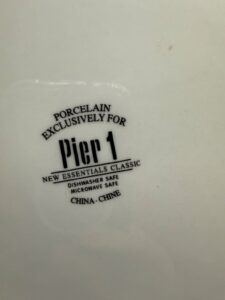 PORCELAIN
EXCLUSIVELY FOR
Pier 1
NEW ESSENTIALS CLASSIC
DISHWASHER SAFE
MICROWAVE SAFE
CHINA · CHINE